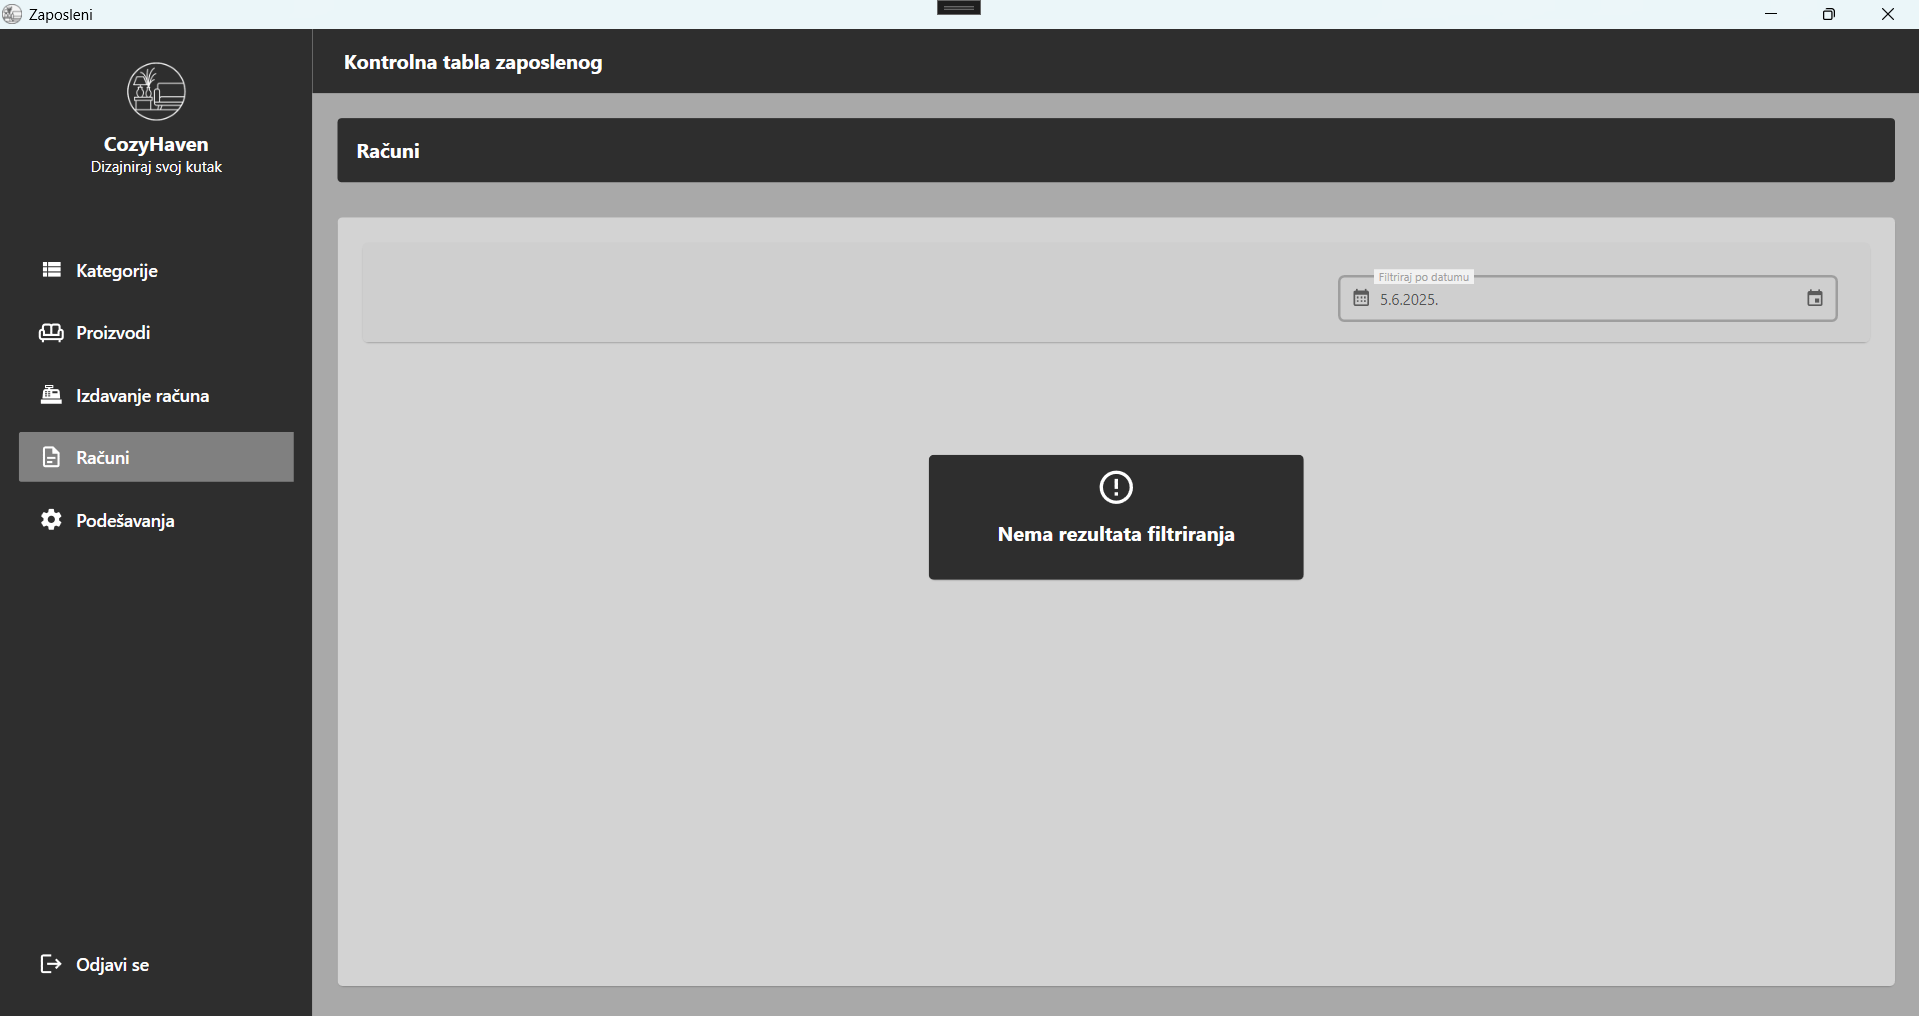 Zaposleni
CozyHaven
Dizajniraj svoj kutak
Kategorije
Proizvodi
Izdavanje računa
Računi
Podešavanja
Odjavi se
Kontrolna tabla zaposlenog
Računi
Filtriraj po datumu
5.6.2025.
Nema rezultata filtriranja